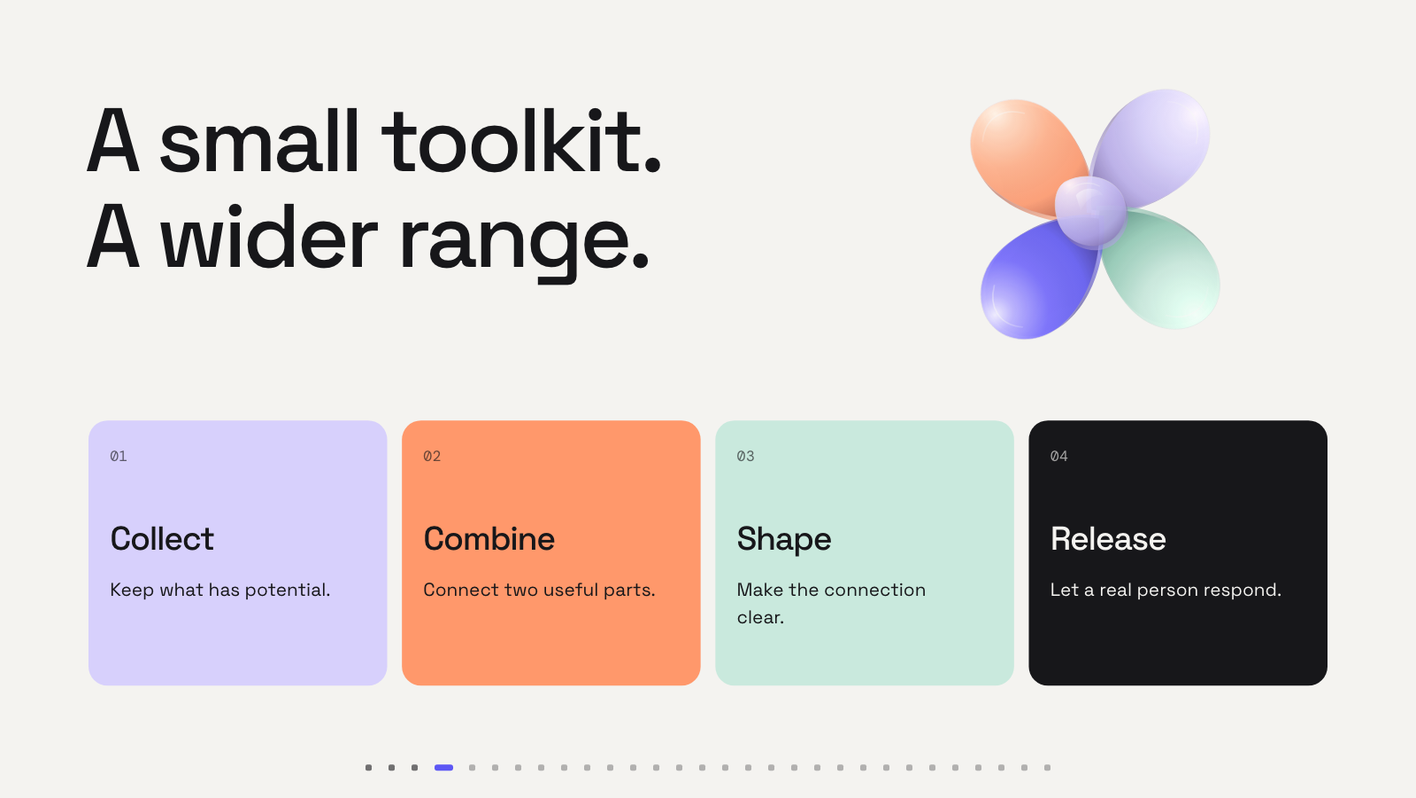 A small toolkit.
A wider range.
01
Collect
Keep what has potential.
02
Combine
Connect two useful parts.
03
Shape
Make the connection
clear.
04
Release
Let a real person respond.